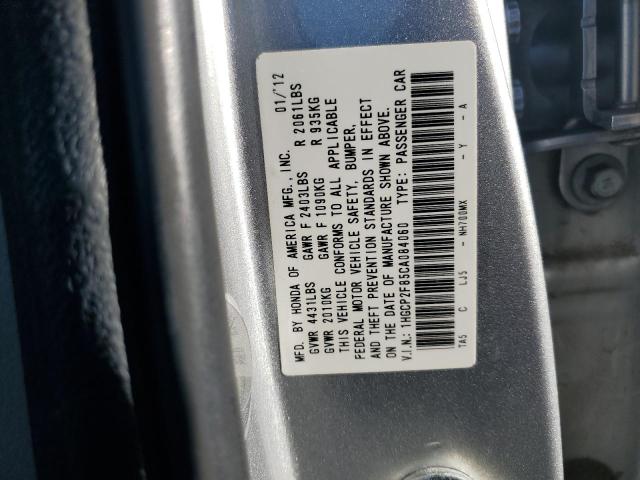 MFD. BY HONDA OF AMERICA MFG., INC. 01/'12
GVWR 4431LBS GAWR F 2403LBS R 2061LBS
GVWR 2010KG GAWR F 1090KG R 935KG
THIS VEHICLE CONFORMS TO ALL APPLICABLE
FEDERAL MOTOR VEHICLE SAFETY, BUMPER,
AND THEFT PREVENTION STANDARDS IN EFFECT
ON THE DATE OF MANUFACTURE SHOWN ABOVE.
V.I.N.: 1HGCP2F85CA084060 TYPE: PASSENGER CAR
TA5 C LJ5 - NH700MX - Y - A